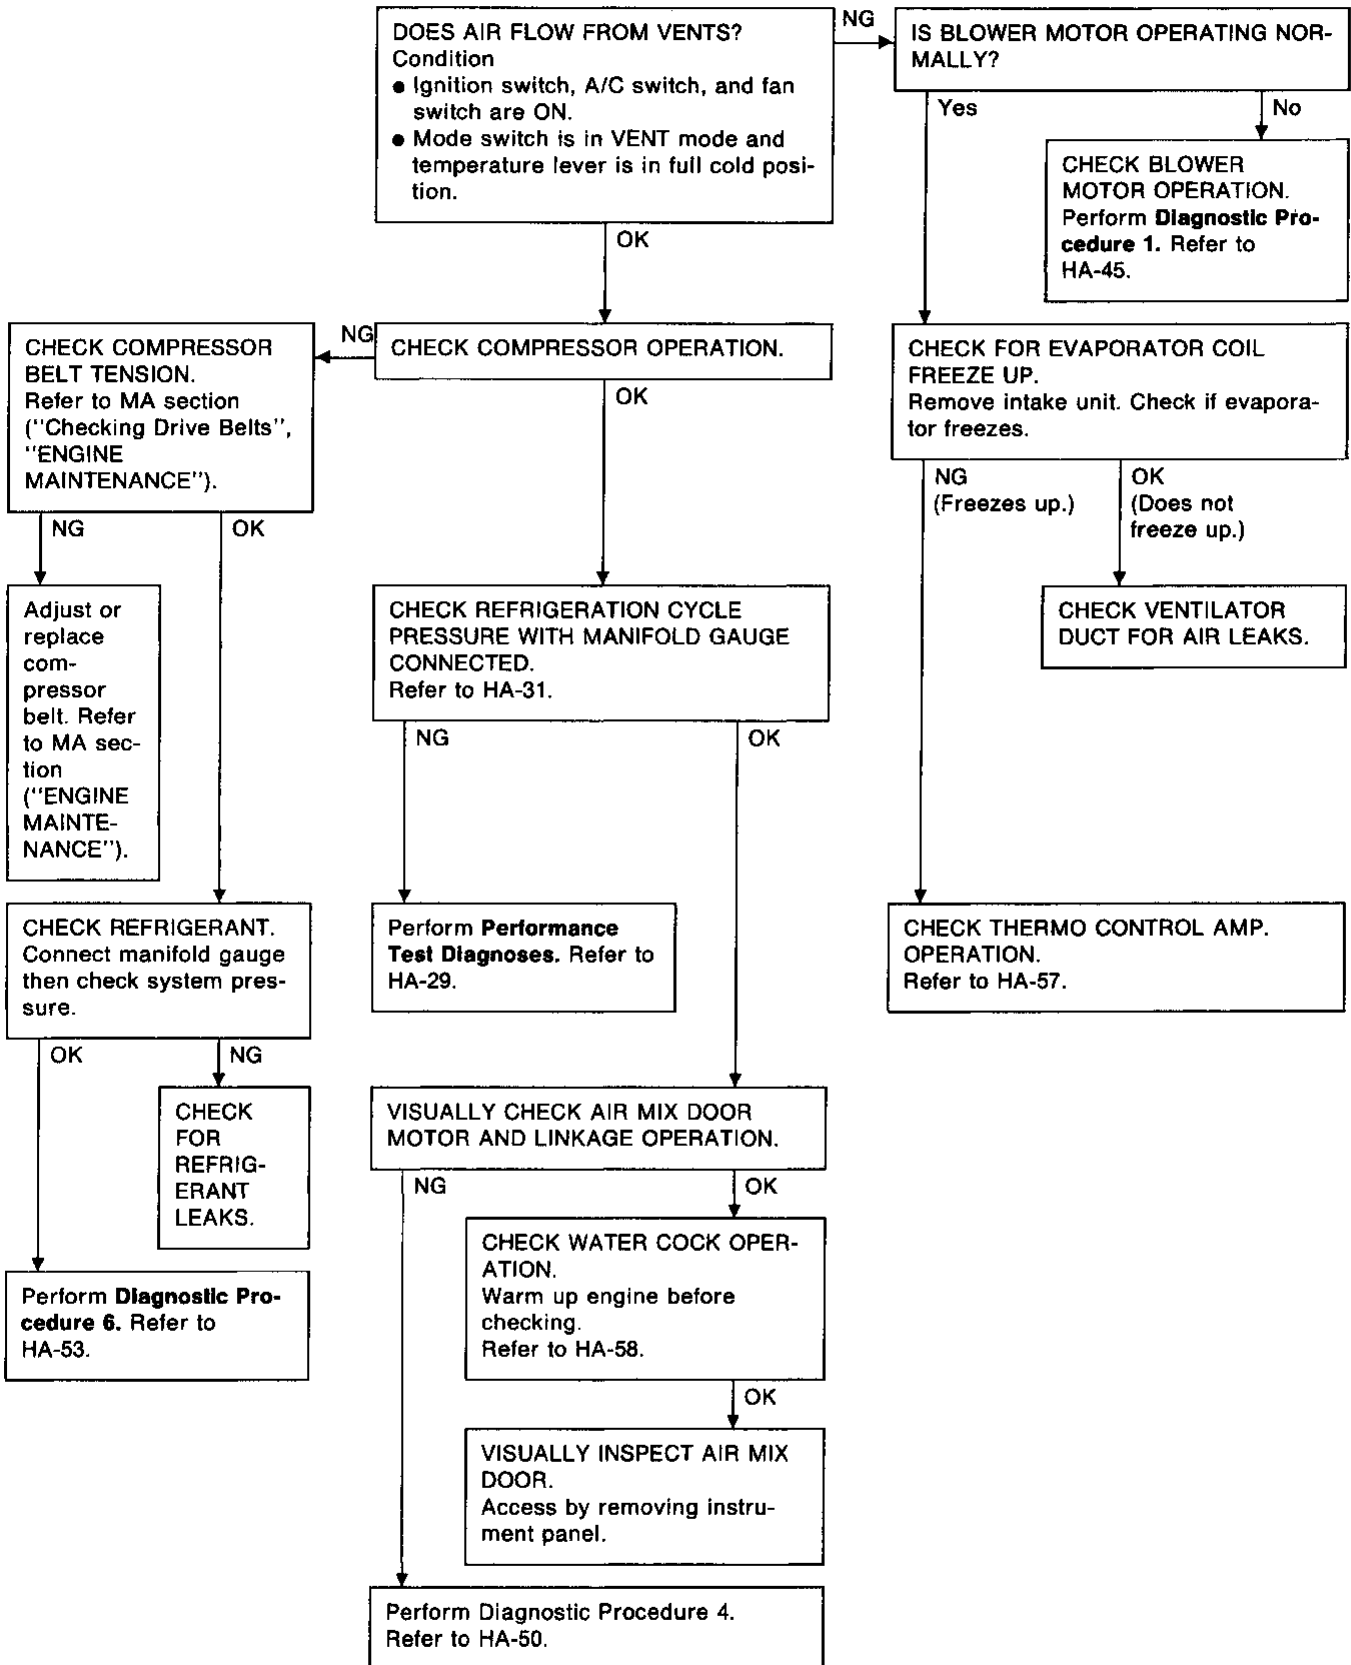 DOES AIR FLOW FROM VENTS?
Condition
● Ignition switch, A/C switch, and fan
switch are ON.
● Mode switch is in VENT mode and
temperature lever is in full cold posi-
tion.
NG
IS BLOWER MOTOR OPERATING NOR-
MALLY?
Yes
No
CHECK BLOWER
MOTOR OPERATION.
Perform Diagnostic Pro-
cedure 1. Refer to
HA-45.
OK
CHECK COMPRESSOR
BELT TENSION.
Refer to MA section
("Checking Drive Belts",
"ENGINE
MAINTENANCE").
NG
CHECK COMPRESSOR OPERATION.
OK
CHECK FOR EVAPORATOR COIL
FREEZE UP.
Remove intake unit. Check if evapora-
tor freezes.
NG
(Freezes up.)
OK
(Does not
freeze up.)
NG
OK
Adjust or
replace
com-
pressor
belt. Refer
to MA sec-
tion
("ENGINE
MAINTE-
NANCE").
CHECK REFRIGERATION CYCLE
PRESSURE WITH MANIFOLD GAUGE
CONNECTED.
Refer to HA-31.
CHECK VENTILATOR
DUCT FOR AIR LEAKS.
NG
OK
CHECK REFRIGERANT.
Connect manifold gauge
then check system pres-
sure.
Perform Performance
Test Diagnoses. Refer to
HA-29.
CHECK THERMO CONTROL AMP.
OPERATION.
Refer to HA-57.
OK
NG
CHECK
FOR
REFRIG-
ERANT
LEAKS.
VISUALLY CHECK AIR MIX DOOR
MOTOR AND LINKAGE OPERATION.
NG
OK
Perform Diagnostic Pro-
cedure 6. Refer to
HA-53.
CHECK WATER COCK OPER-
ATION.
Warm up engine before
checking.
Refer to HA-58.
OK
VISUALLY INSPECT AIR MIX
DOOR.
Access by removing instru-
ment panel.
Perform Diagnostic Procedure 4.
Refer to HA-50.